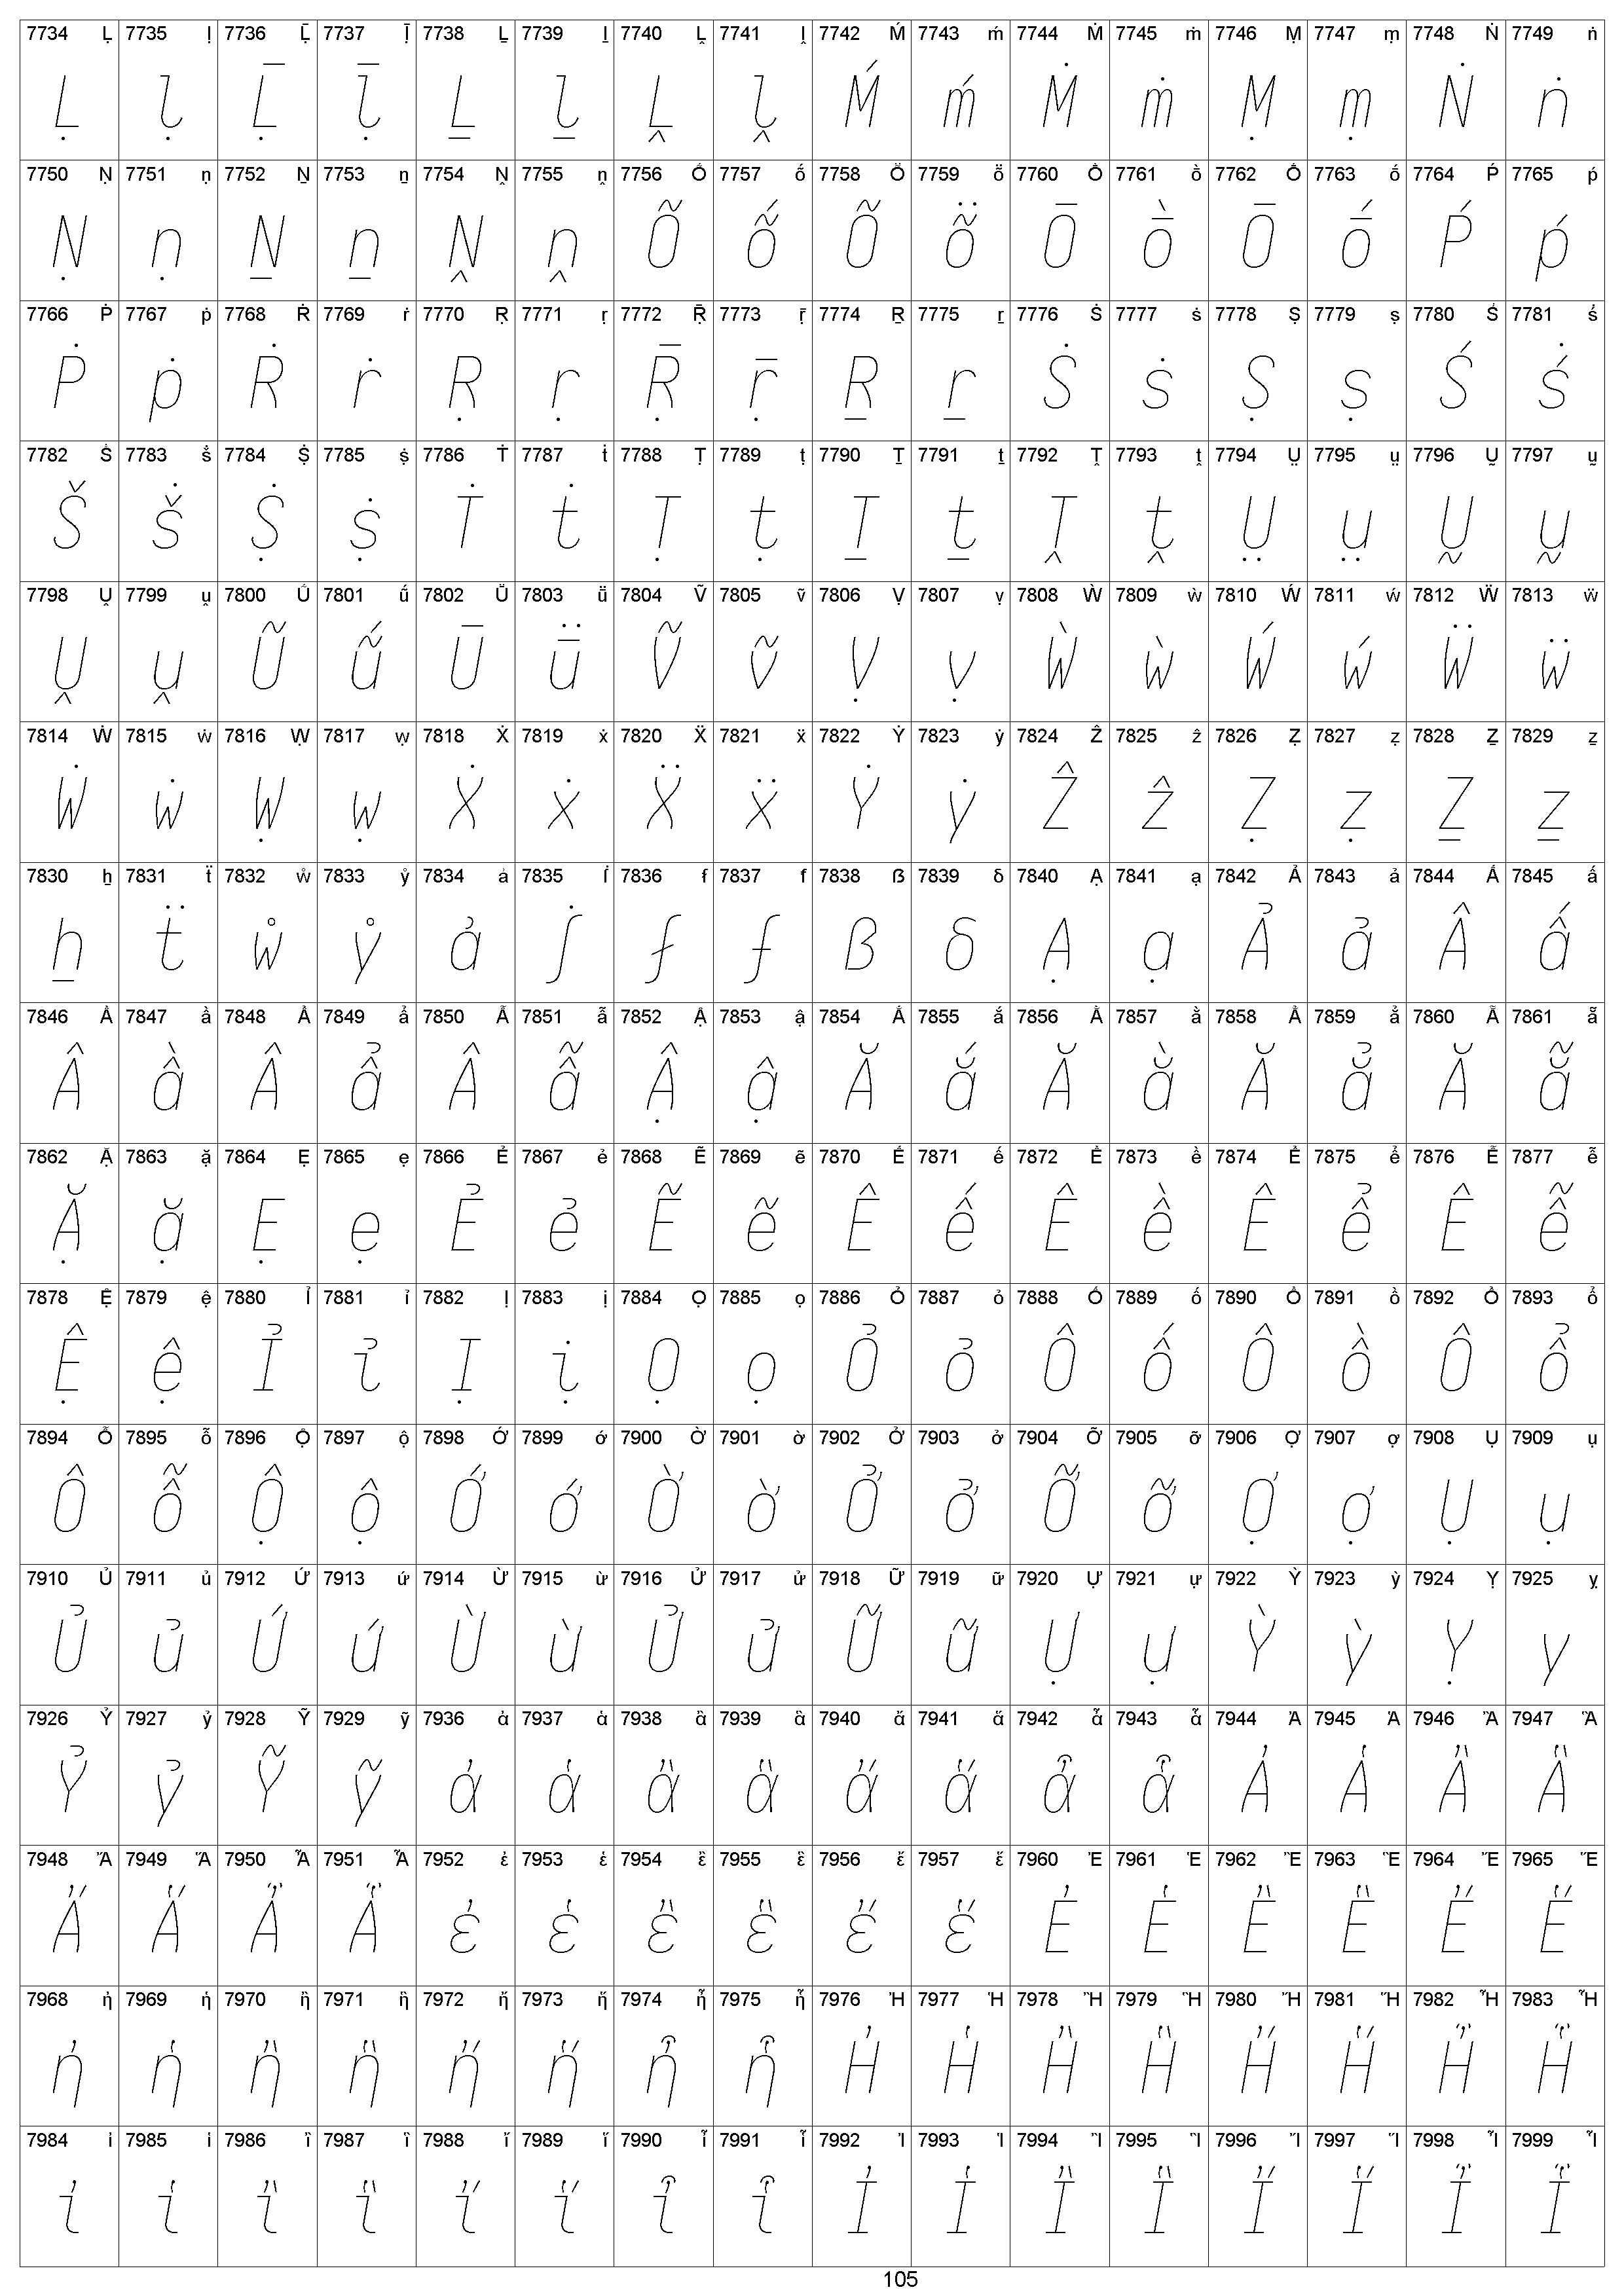 7734 Ḷ 7735 ḷ 7736 Ḹ 7737 ḹ 7738 Ḻ 7739 ḻ 7740 Ḽ 7741 ḽ 7742 Ḿ 7743 ḿ 7744 Ṁ 7745 ṁ 7746 Ṃ 7747 ṃ 7748 Ṅ 7749 ṅ
Ḷ ḷ Ḹ ḹ Ḻ ḻ Ḽ ḽ Ḿ ḿ Ṁ ṁ Ṃ ṃ Ṅ ṅ
7750 Ṇ 7751 ṇ 7752 Ṉ 7753 ṉ 7754 Ṋ 7755 ṋ 7756 Ṍ 7757 ṍ 7758 Ṏ 7759 ṏ 7760 Ṑ 7761 ṑ 7762 Ṓ 7763 ṓ 7764 Ṕ 7765 ṕ
Ṇ ṇ Ṉ ṉ Ṋ ṋ Õ ṍ Õ ṏ Ō ṑ Ō ṓ Ṕ ṕ
7766 Ṗ 7767 ṗ 7768 Ṙ 7769 ṙ 7770 Ṛ 7771 ṛ 7772 Ṝ 7773 ṝ 7774 Ṟ 7775 ṟ 7776 Ṡ 7777 ṡ 7778 Ṣ 7779 ṣ 7780 Ṥ 7781 ṥ
Ṗ ṗ Ṙ ṙ Ṛ ṛ Ṝ ṝ Ṟ ṟ Ṡ ṡ Ṣ ṣ Ś ṥ
7782 Ṧ 7783 ṧ 7784 Ṩ 7785 ṩ 7786 Ṫ 7787 ṫ 7788 Ṭ 7789 ṭ 7790 Ṯ 7791 ṯ 7792 Ṱ 7793 ṱ 7794 Ṳ 7795 ṳ 7796 Ṵ 7797 ṵ
Š ṧ Ṩ ṩ Ṫ ṫ Ṭ ṭ Ṯ ṯ Ṱ ṱ Ṳ ṳ Ṵ ṵ
7798 Ṷ 7799 ṷ 7800 Ṹ 7801 ṹ 7802 Ṻ 7803 ṻ 7804 Ṽ 7805 ṽ 7806 Ṿ 7807 ṿ 7808 Ẁ 7809 ẁ 7810 Ẃ 7811 ẃ 7812 Ẅ 7813 ẅ
Ṷ ṷ Ũ ṹ Ū ṻ Ṽ ṽ Ṿ ṿ Ẁ ẁ Ẃ ẃ Ẅ ẅ
7814 Ẇ 7815 ẇ 7816 Ẉ 7817 ẉ 7818 Ẋ 7819 ẋ 7820 Ẍ 7821 ẍ 7822 Ẏ 7823 ẏ 7824 Ẑ 7825 ẑ 7826 Ẓ 7827 ẓ 7828 Ẕ 7829 ẕ
Ẇ ẇ Ẉ ẉ Ẋ ẋ Ẍ ẍ Ẏ ẏ Ẑ ẑ Ẓ ẓ Ẕ ẕ
7830 ẖ 7831 ẗ 7832 ẘ 7833 ẙ 7834 ẚ 7835 ẛ 7836 ẜ 7837 ẝ 7838 ẞ 7839 ẟ 7840 Ạ 7841 ạ 7842 Ả 7843 ả 7844 Ấ 7845 ấ
ẖ ẗ ẘ ẙ ẚ ẛ ẜ ẝ ẞ ẟ Ạ ạ Ả ả Â ấ
7846 Ầ 7847 ầ 7848 Ẩ 7849 ẩ 7850 Ẫ 7851 ẫ 7852 Ậ 7853 ậ 7854 Ắ 7855 ắ 7856 Ằ 7857 ằ 7858 Ẳ 7859 ẳ 7860 Ẵ 7861 ẵ
Â ầ Â ẩ Â ẫ Ậ ậ Ă ắ Ă ằ Ă ẳ Ă ẵ
7862 Ặ 7863 ặ 7864 Ẹ 7865 ẹ 7866 Ẻ 7867 ẻ 7868 Ẽ 7869 ẽ 7870 Ế 7871 ế 7872 Ề 7873 ề 7874 Ể 7875 ể 7876 Ễ 7877 ễ
Ặ ặ Ẹ ẹ Ẻ ẻ Ẽ ẽ Ê ế Ê ề Ê ể Ê ễ
7878 Ệ 7879 ệ 7880 Ỉ 7881 ỉ 7882 Ị 7883 ị 7884 Ọ 7885 ọ 7886 Ỏ 7887 ỏ 7888 Ố 7889 ố 7890 Ồ 7891 ồ 7892 Ổ 7893 ổ
Ệ ệ Ỉ ỉ Ị ị Ọ ọ Ỏ ỏ Ô ố Ô ồ Ô ổ
7894 Ỗ 7895 ỗ 7896 Ộ 7897 ộ 7898 Ớ 7899 ớ 7900 Ờ 7901 ờ 7902 Ở 7903 ở 7904 Ỡ 7905 ỡ 7906 Ợ 7907 ợ 7908 Ụ 7909 ụ
Ô ỗ Ộ ộ Ớ ớ Ờ ờ Ở ở Ỡ ỡ Ợ ợ Ụ ụ
7910 Ủ 7911 ủ 7912 Ứ 7913 ứ 7914 Ừ 7915 ừ 7916 Ử 7917 ử 7918 Ữ 7919 ữ 7920 Ự 7921 ự 7922 Ỳ 7923 ỳ 7924 Ỵ 7925 ỵ
Ủ ủ Ứ ứ Ừ ừ Ử ử Ữ ữ Ự ự Ỳ ỳ Ỵ y
7926 Ỷ 7927 ỷ 7928 Ỹ 7929 ỹ 7936 ἀ 7937 ἁ 7938 ἂ 7939 ἃ 7940 ἄ 7941 ἅ 7942 ἆ 7943 ἇ 7944 Ἀ 7945 Ἁ 7946 Ἂ 7947 Ἃ
Ỷ ỷ Ỹ ỹ ἀ ἁ ἂ ἃ ἄ ἅ ἆ ἇ Ἀ Ἁ Ἂ Ἃ
7948 Ἄ 7949 Ἅ 7950 Ἆ 7951 Ἇ 7952 ἐ 7953 ἑ 7954 ἒ 7955 ἓ 7956 ἔ 7957 ἕ 7960 Ἐ 7961 Ἑ 7962 Ἒ 7963 Ἓ 7964 Ἔ 7965 Ἕ
Ἄ Ἅ Ἆ Ἇ ἐ ἑ ἒ ἓ ἔ ἕ Ἐ Ἑ Ἒ Ἓ Ἔ Ἕ
7968 ἠ 7969 ἡ 7970 ἢ 7971 ἣ 7972 ἤ 7973 ἥ 7974 ἦ 7975 ἧ 7976 Ἠ 7977 Ἡ 7978 Ἢ 7979 Ἣ 7980 Ἤ 7981 Ἥ 7982 Ἦ 7983 Ἧ
ἠ ἡ ἢ ἣ ἤ ἥ ἦ ἧ Ἠ Ἡ Ἢ Ἣ Ἤ Ἥ Ἦ Ἧ
7984 ἰ 7985 ἱ 7986 ἲ 7987 ἳ 7988 ἴ 7989 ἵ 7990 ἶ 7991 ἷ 7992 Ἰ 7993 Ἱ 7994 Ἲ 7995 Ἳ 7996 Ἴ 7997 Ἵ 7998 Ἶ 7999 Ἷ
ἰ ἱ ἲ ἳ ἴ ἵ ἶ ἷ Ἰ Ἱ Ἲ Ἳ Ἴ Ἵ Ἶ Ἷ
105